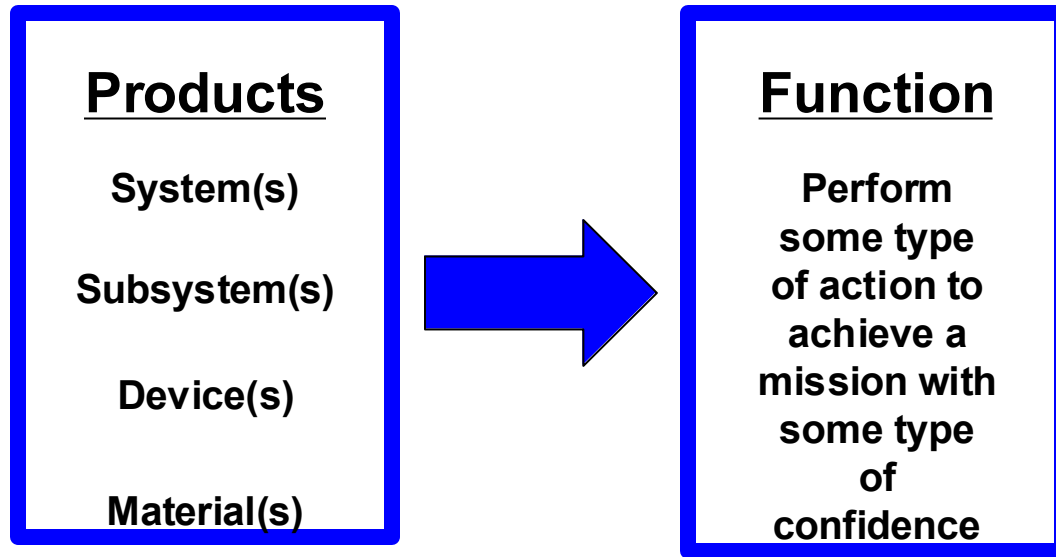 Products
System(s)
Subsystem(s)
Device(s)
Material(s)
Function
Perform
some type
of action to
achieve a
mission with
some type
of
confidence